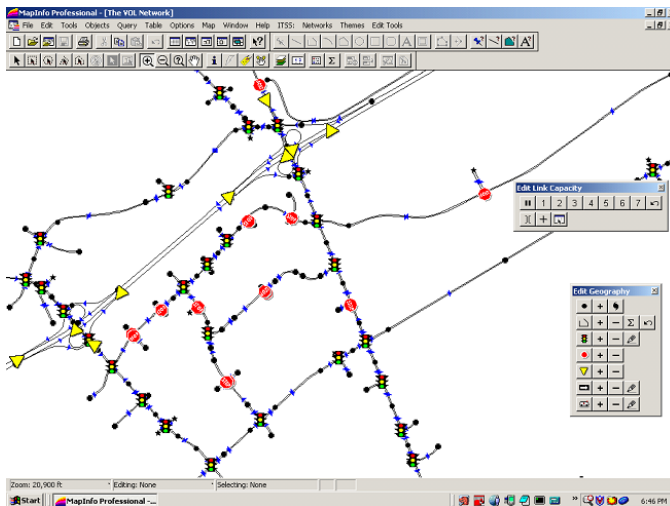 MapInfo Professional - [The VOL Network]
File Edit Tools Objects Query Table Options Map Window Help ITSS: Networks Themes Edit Tools
Edit Link Capacity
1 2 3 4 5 6 7
Edit Geography
Zoom: 20,900 ft Editing: None Selecting: None
Start MapInfo Professional -... 6:46 PM